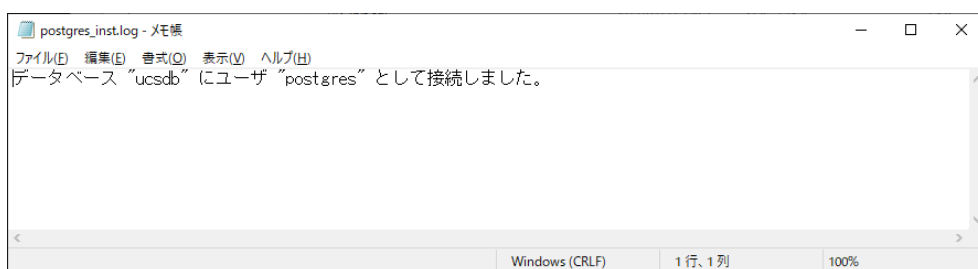 postgres_inst.log - メモ帳
ファイル(F) 編集(E) 書式(O) 表示(V) ヘルプ(H)
データベース "ucsdb" にユーザ "postgres" として接続しました。
Windows (CRLF) 1 行、1 列 100%